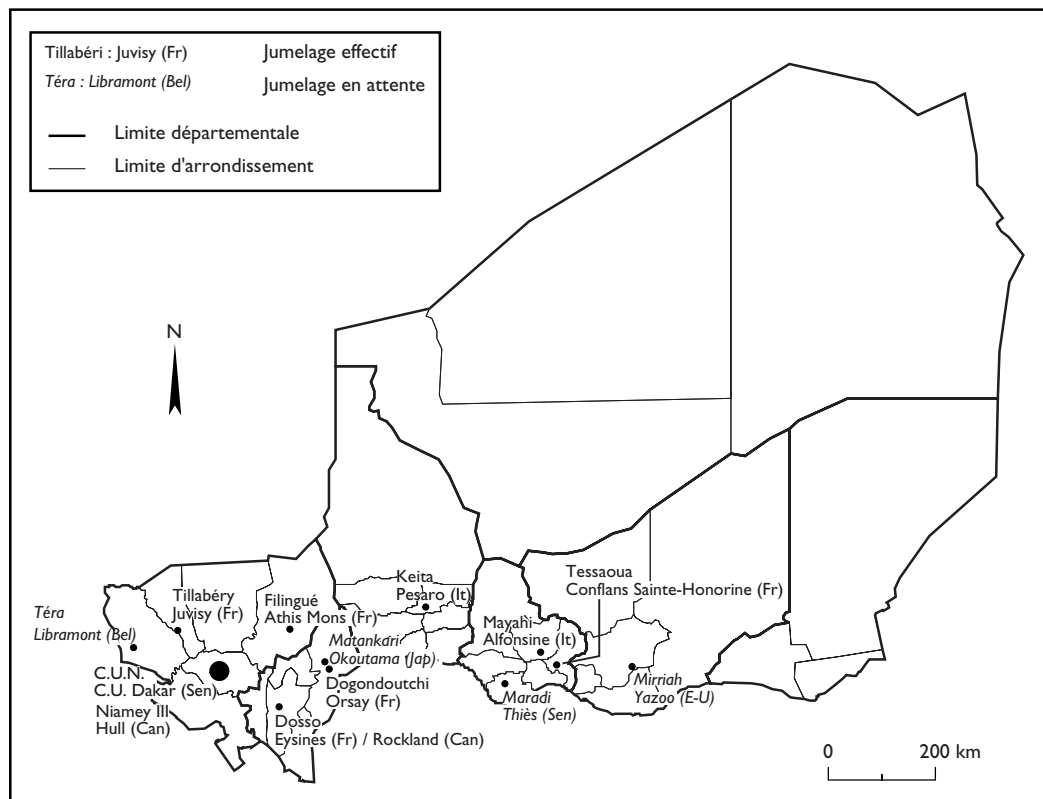 Tillabéri : Juvisy (Fr) Jumelage effectif
Téra : Libramont (Bel) Jumelage en attente
Limite départementale
Limite d'arrondissement
N
Keita
Pesaro (It)
Tessaoua
Conflans Sainte-Honorine (Fr)
Tillabéry
Juvisy (Fr)
Filingué
Athis Mons (Fr)
Téra
Libramont (Bel)
Mayahi
Alfonsine (It)
Matankari
Okoutama (Jap)
C.U.N.
C.U. Dakar (Sen)
Niamey III
Hull (Can)
Dogondoutchi
Orsay (Fr)
Mirriah
Yazoo (E-U)
Maradi
Thiès (Sen)
Dosso
Eysines (Fr) / Rockland (Can)
0 200 km